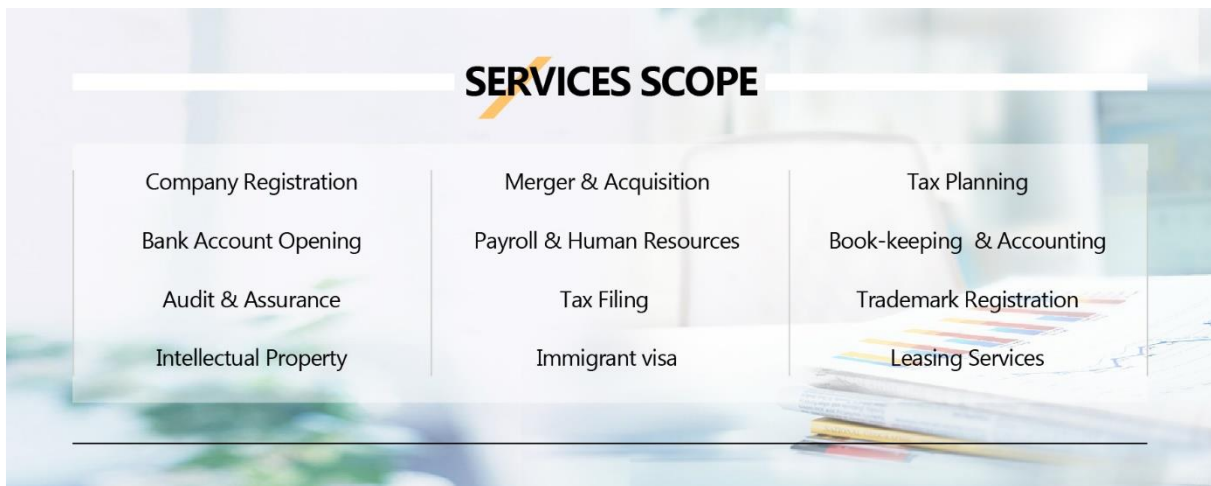 SERVICES SCOPE
Company Registration
Merger & Acquisition
Tax Planning
Bank Account Opening
Payroll & Human Resources
Book-keeping & Accounting
Audit & Assurance
Tax Filing
Trademark Registration
Intellectual Property
Immigrant visa
Leasing Services